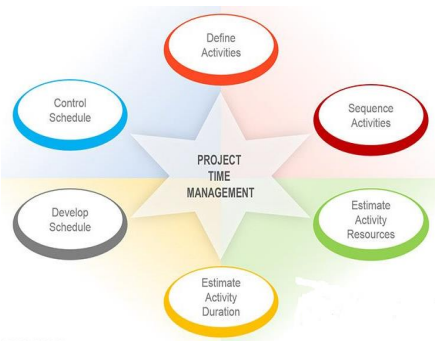 Define
Activities
Sequence
Activities
Estimate
Activity
Resources
Estimate
Activity
Duration
Develop
Schedule
Control
Schedule
PROJECT
TIME
MANAGEMENT